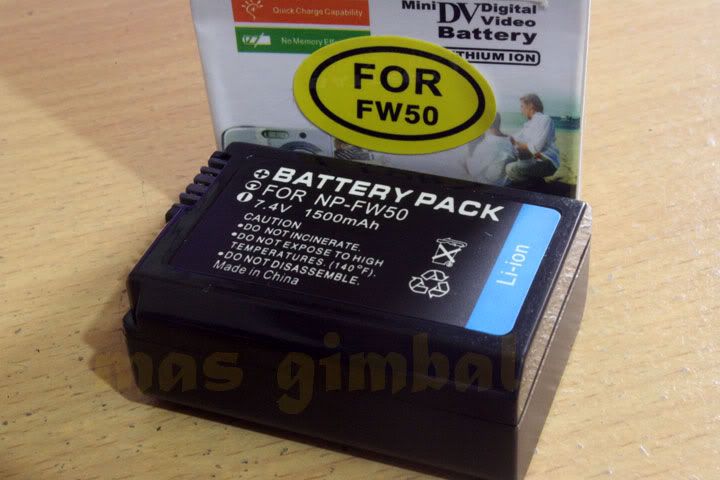 Quick Charge Capability
No Memory Effe
Mini DV Digital Video
Battery
LITHIUM ION
FOR
FW50
BATTERY PACK
FOR NP-FW50
7.4V 1500mAh
CAUTION
•DO NOT INCINERATE.
•DO NOT EXPOSE TO HIGH
TEMPERATURES. (140°F).
•DO NOT DISASSEMBLE.
Made in China
Li-ion
mas gimbal